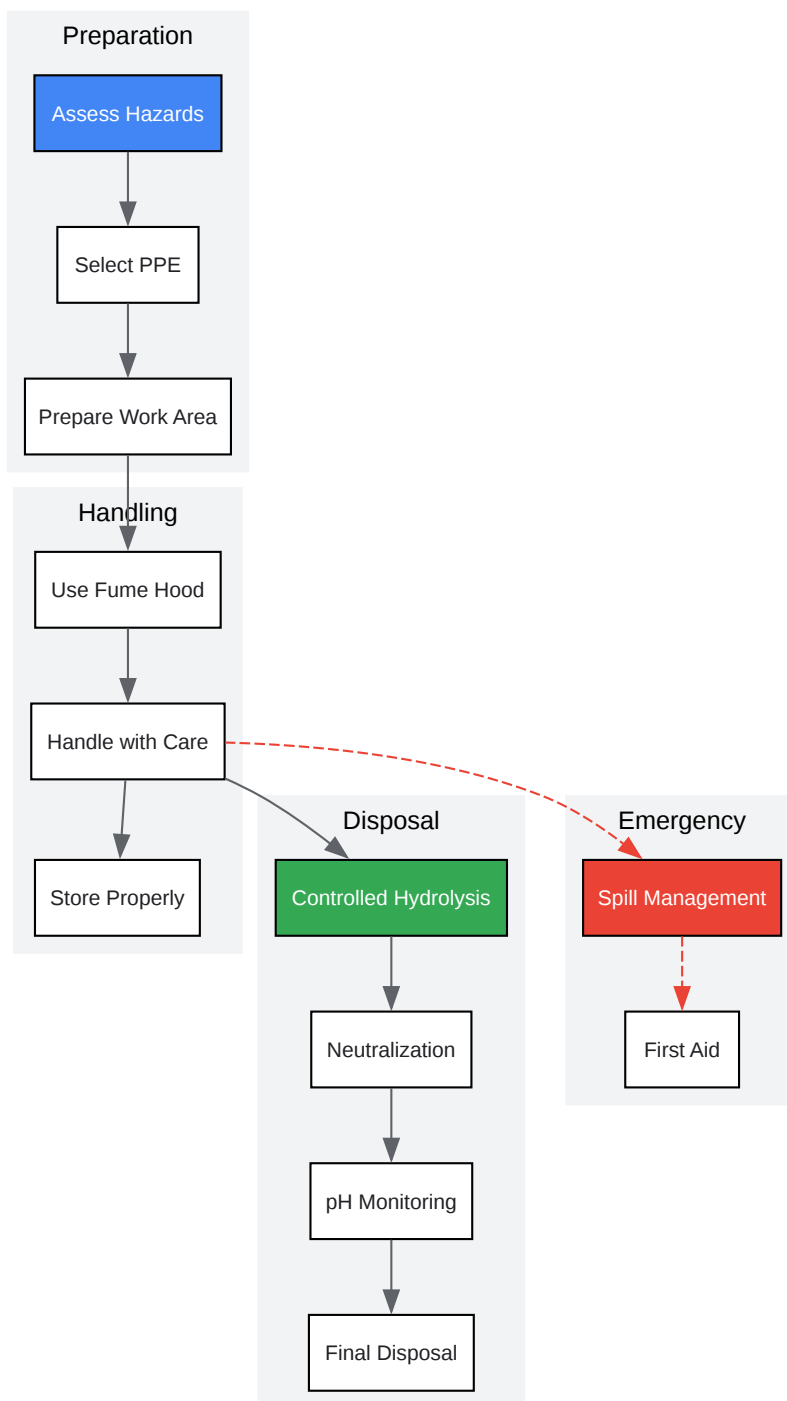 Preparation
Assess Hazards
Select PPE
Prepare Work Area
Handling
Use Fume Hood
Handle with Care
Store Properly
Disposal
Controlled Hydrolysis
Neutralization
pH Monitoring
Final Disposal
Emergency
Spill Management
First Aid